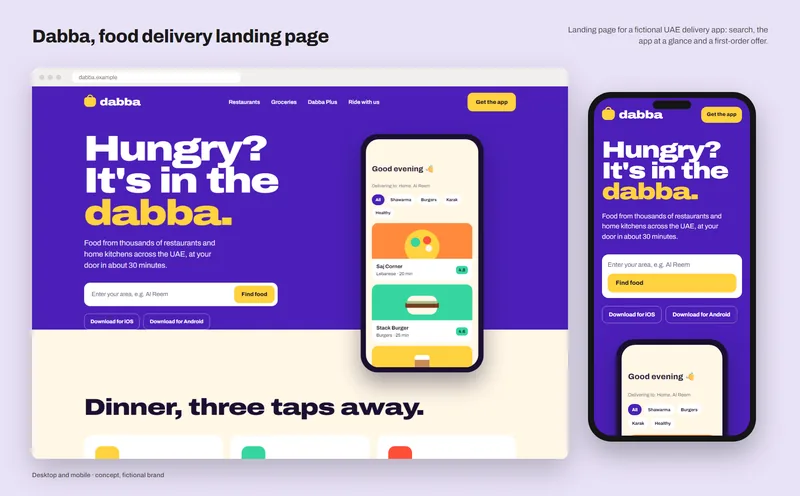 Dabba, food delivery landing page
Landing page for a fictional UAE delivery app: search, the
app at a glance and a first-order offer.
dabba.example
dabba
Restaurants
Groceries
Dabba Plus
Ride with us
Get the app
Hungry?
It's in the
dabba.
Food from thousands of restaurants and
home kitchens across the UAE, at your
door in about 30 minutes.
Enter your area, e.g. Al Reem
Find food
Download for iOS
Download for Android
Good evening
Delivering to: Home, Al Reem
All
Shawarma
Burgers
Karak
Healthy
Saj Corner
Lebanese · 25 min
4.8
Stack Burger
Burgers · 25 min
Dinner, three taps away.
dabba
Get the app
Hungry?
It's in the
dabba.
Food from thousands of restaurants and
home kitchens across the UAE, at your
door in about 30 minutes.
Enter your area, e.g. Al Reem
Find food
Download for iOS
Download for Android
Good evening
Delivering to: Home, Al Reem
All
Shawarma
Burgers
Karak
Healthy
Desktop and mobile · concept, fictional brand